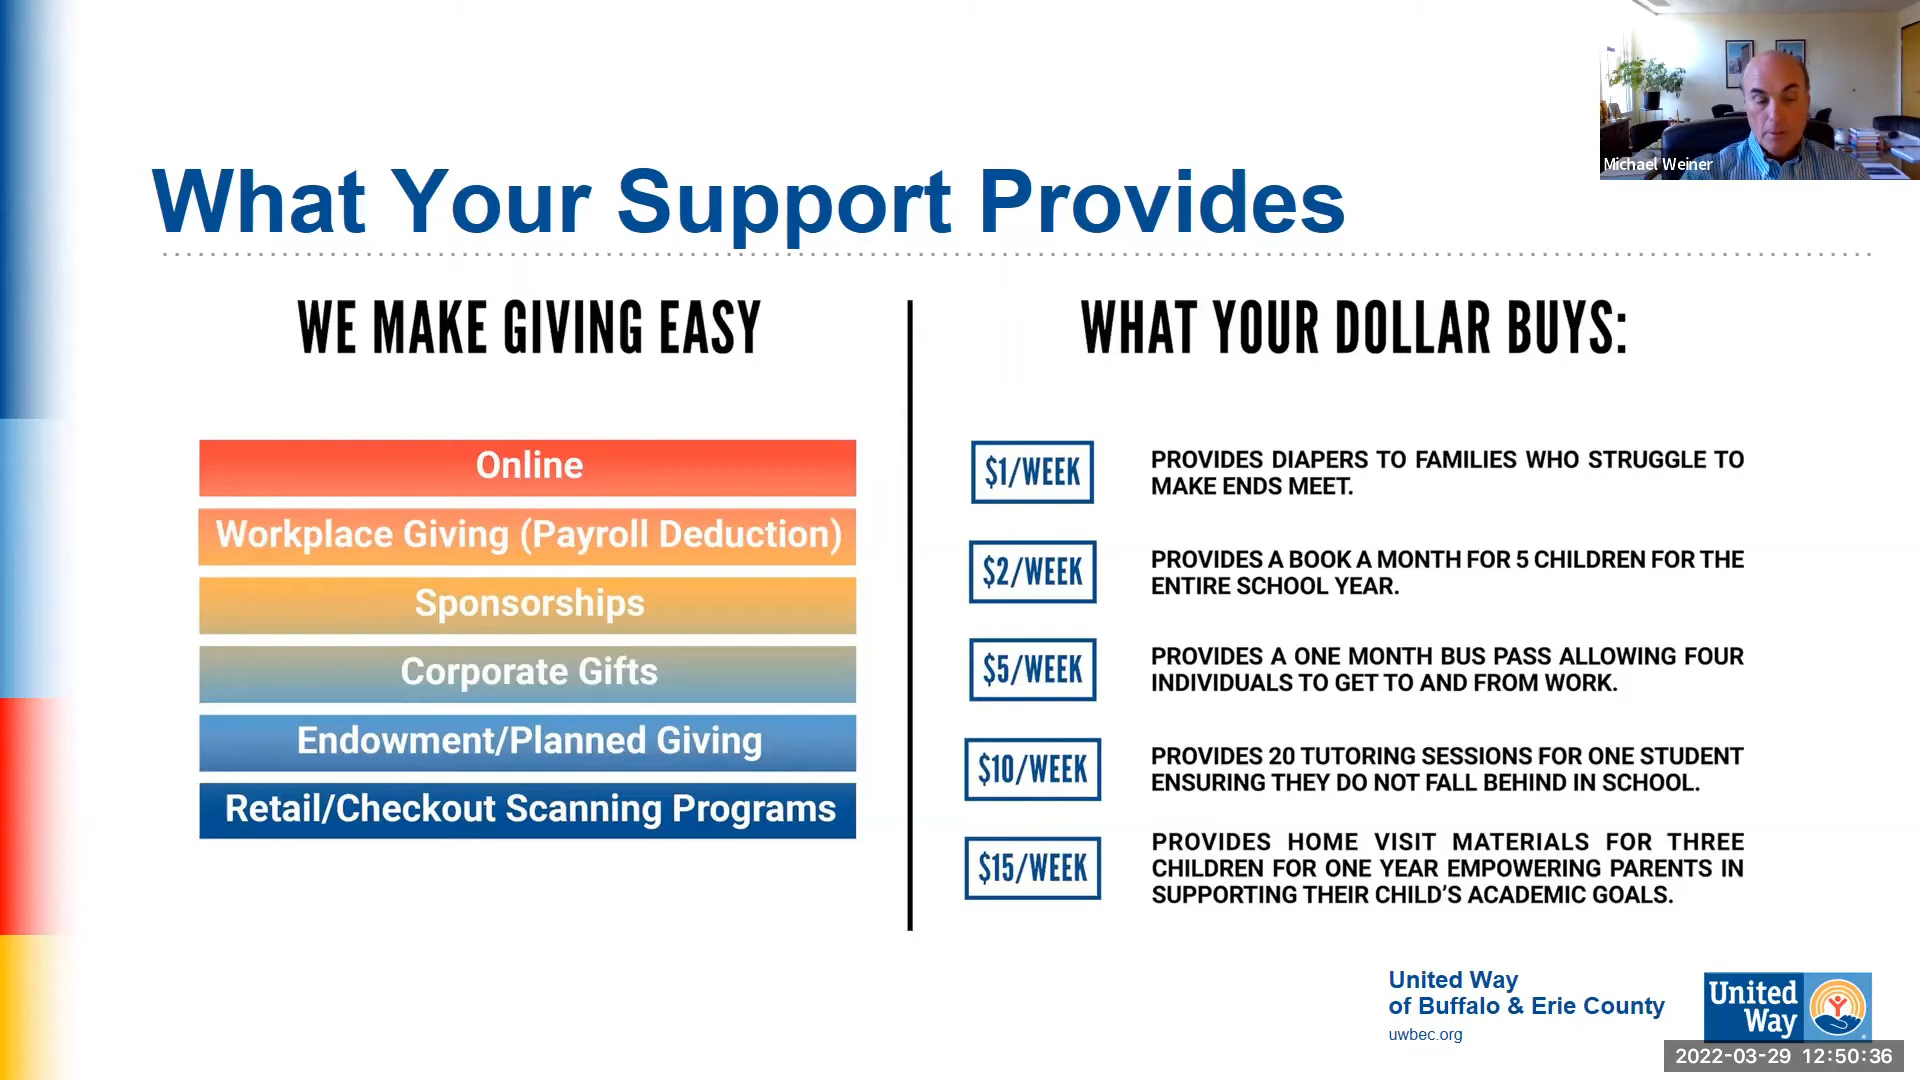 Michael Weiner
What Your Support Provides
WE MAKE GIVING EASY
Online
Workplace Giving (Payroll Deduction)
Sponsorships
Corporate Gifts
Endowment/Planned Giving
Retail/Checkout Scanning Programs
WHAT YOUR DOLLAR BUYS:
$1/WEEK
PROVIDES DIAPERS TO FAMILIES WHO STRUGGLE TO
MAKE ENDS MEET.
$2/WEEK
PROVIDES A BOOK A MONTH FOR 5 CHILDREN FOR THE
ENTIRE SCHOOL YEAR.
$5/WEEK
PROVIDES A ONE MONTH BUS PASS ALLOWING FOUR
INDIVIDUALS TO GET TO AND FROM WORK.
$10/WEEK
PROVIDES 20 TUTORING SESSIONS FOR ONE STUDENT
ENSURING THEY DO NOT FALL BEHIND IN SCHOOL.
$15/WEEK
PROVIDES HOME VISIT MATERIALS FOR THREE
CHILDREN FOR ONE YEAR EMPOWERING PARENTS IN
SUPPORTING THEIR CHILD'S ACADEMIC GOALS.
United Way
of Buffalo & Erie County
uwbec.org
United
Way
2022-03-29 12:50:36